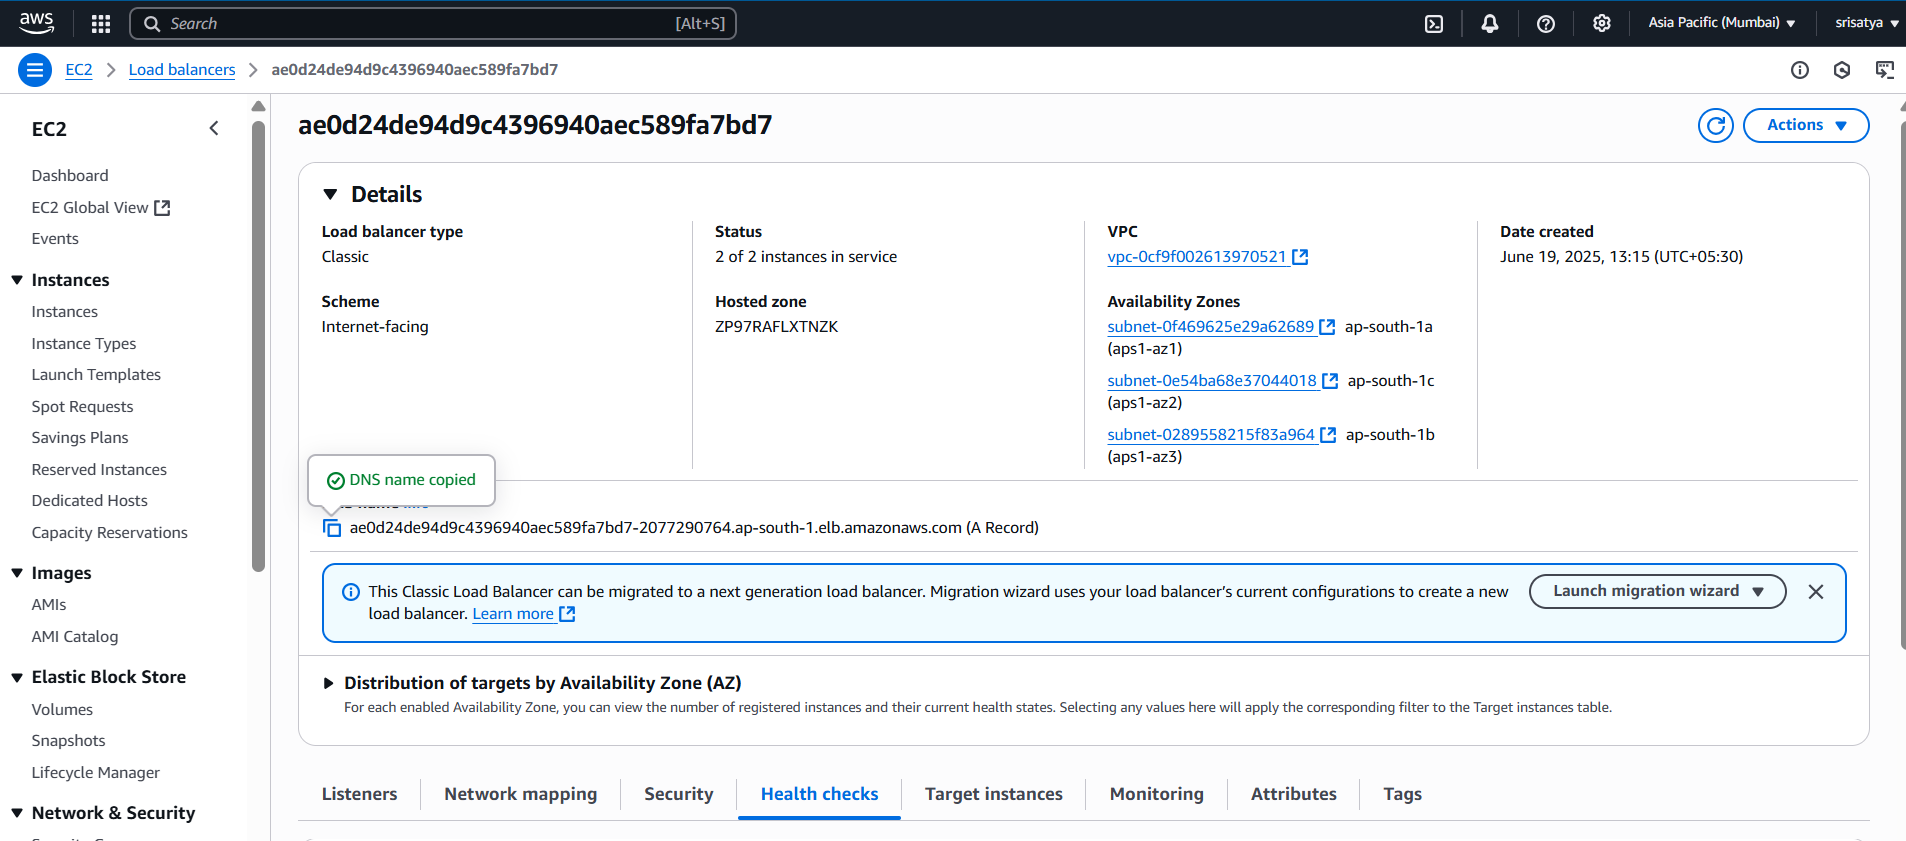 aws
Search
[Alt+S]
Asia Pacific (Mumbai)
srisatya
EC2
Load balancers
ae0d24de94d9c4396940aec589fa7bd7
EC2
Dashboard
EC2 Global View
Events
Instances
Instances
Instance Types
Launch Templates
Spot Requests
Savings Plans
Reserved Instances
Dedicated Hosts
Capacity Reservations
Images
AMIs
AMI Catalog
Elastic Block Store
Volumes
Snapshots
Lifecycle Manager
Network & Security
ae0d24de94d9c4396940aec589fa7bd7
Actions
Details
Load balancer type
Classic
Scheme
Internet-facing
Status
2 of 2 instances in service
Hosted zone
ZP97RAFLXTNZK
VPC
vpc-0cf9f002613970521
Availability Zones
subnet-0f469625e29a62689 ap-south-1a
(aps1-az1)
subnet-0e54ba68e37044018 ap-south-1c
(aps1-az2)
subnet-0289558215f83a964 ap-south-1b
(aps1-az3)
Date created
June 19, 2025, 13:15 (UTC+05:30)
DNS name copied
ae0d24de94d9c4396940aec589fa7bd7-2077290764.ap-south-1.elb.amazonaws.com (A Record)
This Classic Load Balancer can be migrated to a next generation load balancer. Migration wizard uses your load balancer's current configurations to create a new
load balancer. Learn more
Launch migration wizard
Distribution of targets by Availability Zone (AZ)
For each enabled Availability Zone, you can view the number of registered instances and their current health states. Selecting any values here will apply the corresponding filter to the Target instances table.
Listeners
Network mapping
Security
Health checks
Target instances
Monitoring
Attributes
Tags